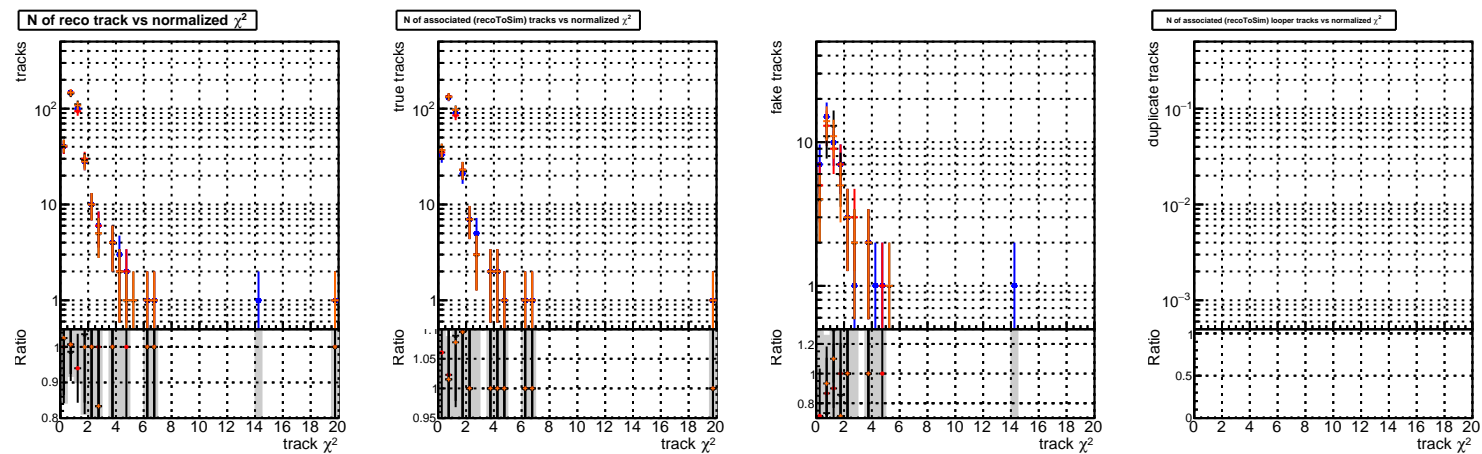 N of reco track vs normalized χ²
tracks
10²
10
1
Ratio
1
0.9
0.8
0 2 4 6 8 10 12 14 16 18 20
track χ²
N of associated (recoToSim) tracks vs normalized χ²
true tracks
10²
10
1
Ratio
1.1
1.05
1
0.95
0 2 4 6 8 10 12 14 16 18 20
track χ²
fake tracks
10
1
Ratio
1.2
1
0.8
0 2 4 6 8 10 12 14 16 18 20
track χ²
N of associated (recoToSim) looper tracks vs normalized χ²
duplicate tracks
10⁻¹
10⁻²
10⁻³
Ratio
1
0.5
0
0 2 4 6 8 10 12 14 16 18 20
track χ²